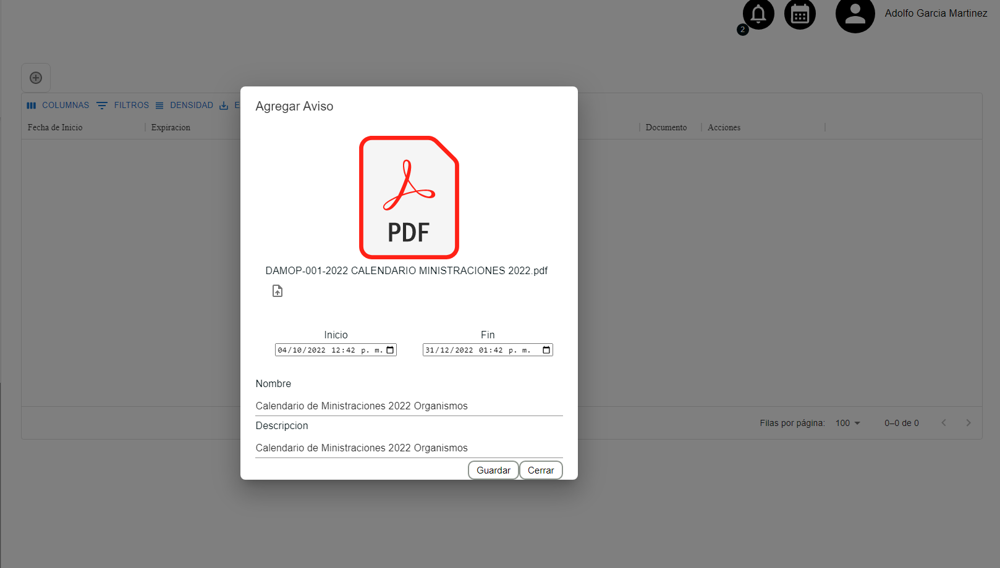 Adolfo Garcia Martinez
2
COLUMNAS FILTROS DENSIDAD E
Fecha de Inicio Expiracion Documento Acciones
Agregar Aviso
PDF
DAMOP-001-2022 CALENDARIO MINISTRACIONES 2022.pdf
Inicio Fin
04/10/2022 12:42 p. m. 31/12/2022 01:42 p. m.
Nombre
Calendario de Ministraciones 2022 Organismos
Descripcion
Calendario de Ministraciones 2022 Organismos
Guardar Cerrar
Filas por página: 100 0–0 de 0